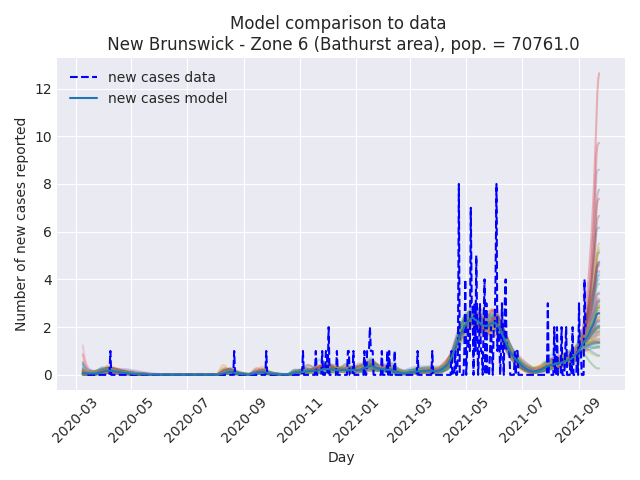 Model comparison to data
New Brunswick - Zone 6 (Bathurst area), pop. = 70761.0
new cases data
new cases model
Number of new cases reported
12
10
8
6
4
2
0
2020-03
2020-05
2020-07
2020-09
2020-11
2021-01
2021-03
2021-05
2021-07
2021-09
Day